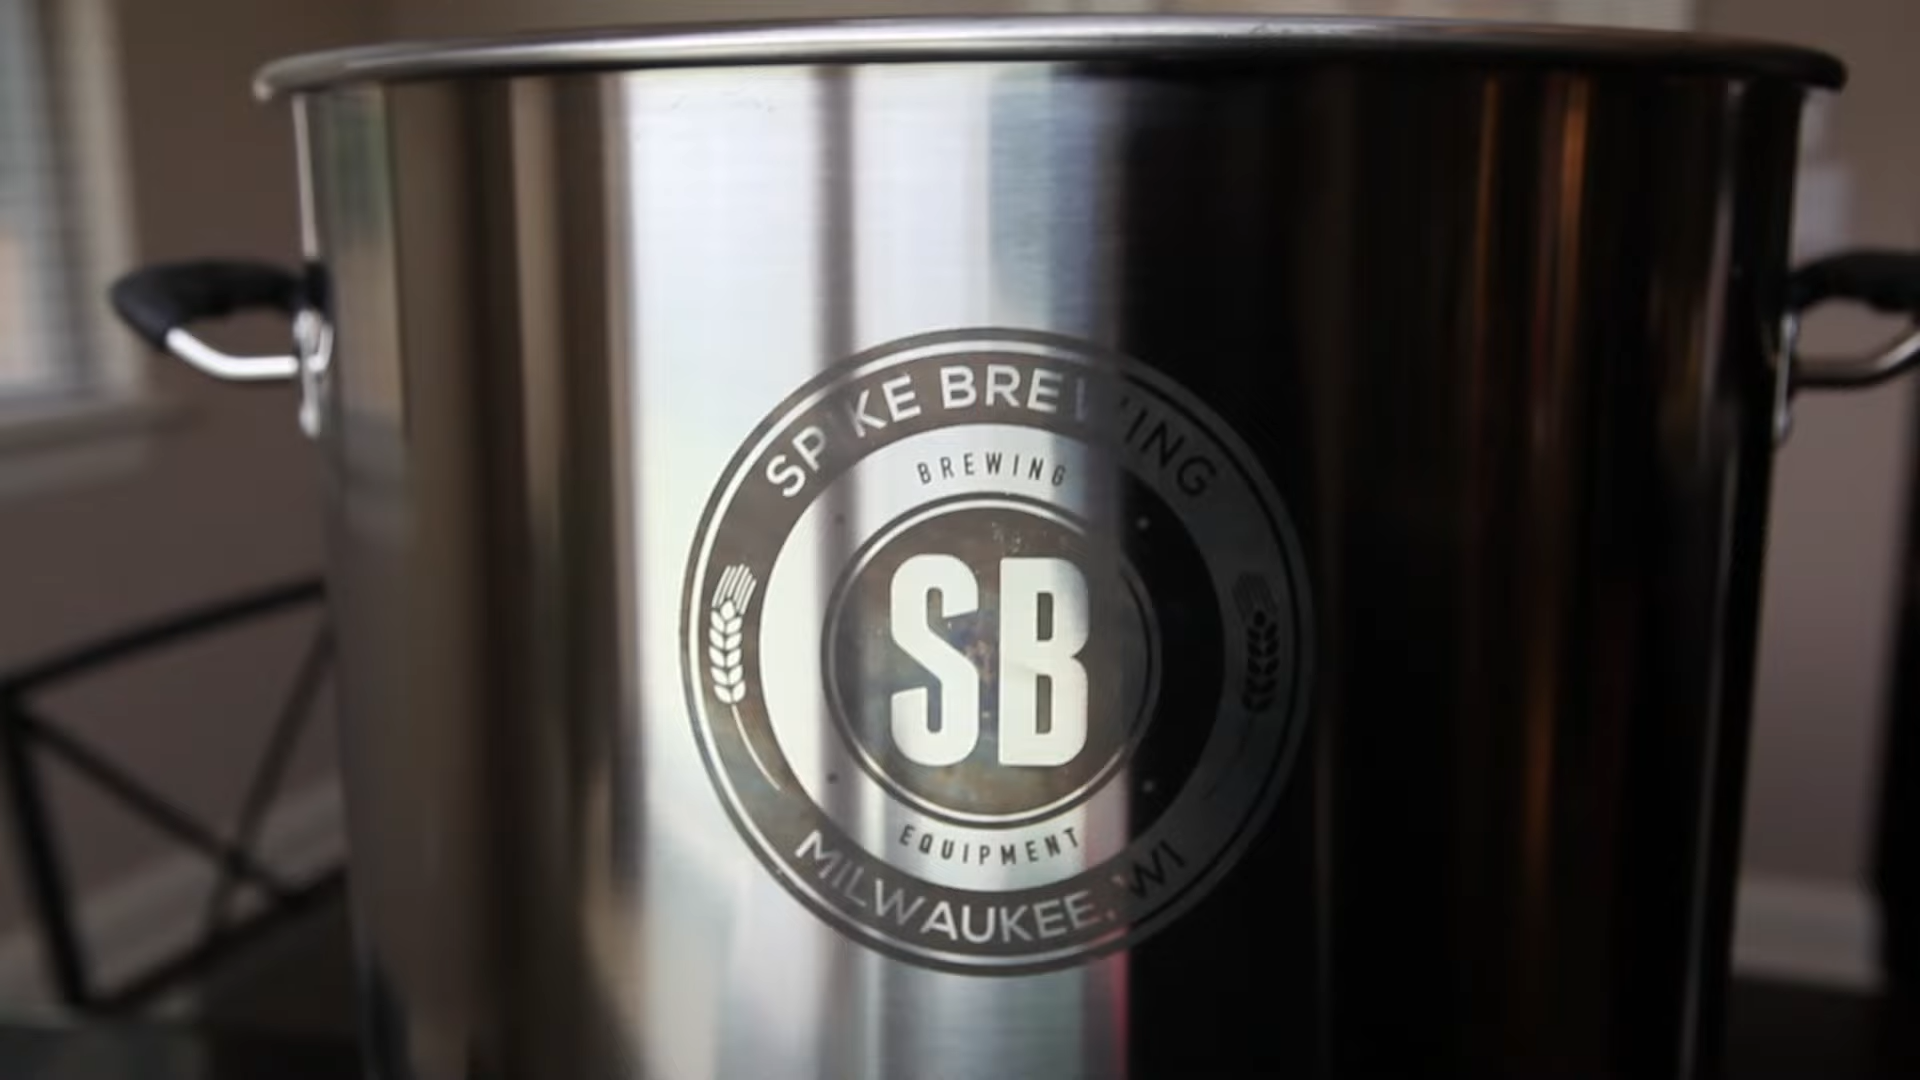 SPIKE BREWING
BREWING
SB
EQUIPMENT
MILWAUKEE, WI